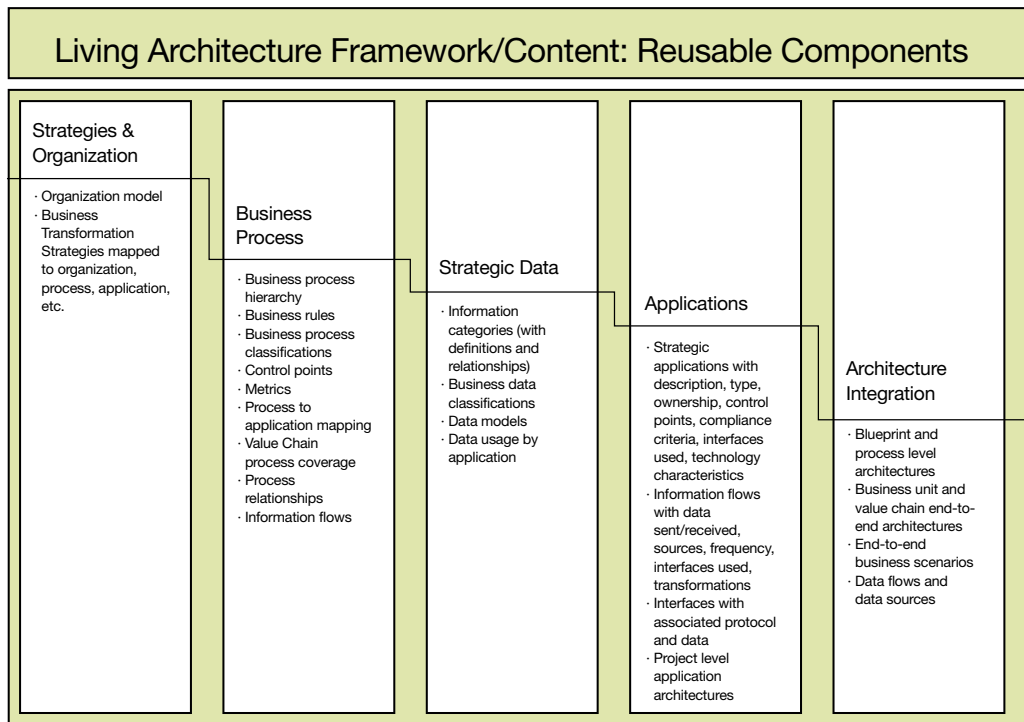 Living Architecture Framework/Content: Reusable Components
Strategies &
Organization
· Organization model
· Business
Transformation
Strategies mapped
to organization,
process, application,
etc.
Business
Process
· Business process
hierarchy
· Business rules
· Business process
classifications
· Control points
· Metrics
· Process to
application mapping
· Value Chain
process coverage
· Process
relationships
· Information flows
Strategic Data
· Information
categories (with
definitions and
relationships)
· Business data
classifications
· Data models
· Data usage by
application
Applications
· Strategic
applications with
description, type,
ownership, control
points, compliance
criteria, interfaces
used, technology
characteristics
· Information flows
with data
sent/received,
sources, frequency,
interfaces used,
transformations
· Interfaces with
associated protocol
and data
· Project level
application
architectures
Architecture
Integration
· Blueprint and
process level
architectures
· Business unit and
value chain end-to-
end architectures
· End-to-end
business scenarios
· Data flows and
data sources